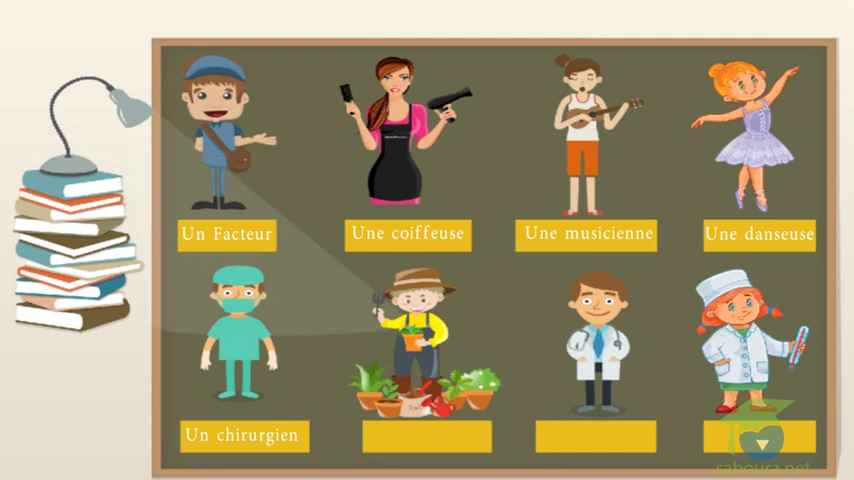 Un Facteur
Une coiffeuse
Une musicienne
Une danseuse
Un chirurgien
saboura.net